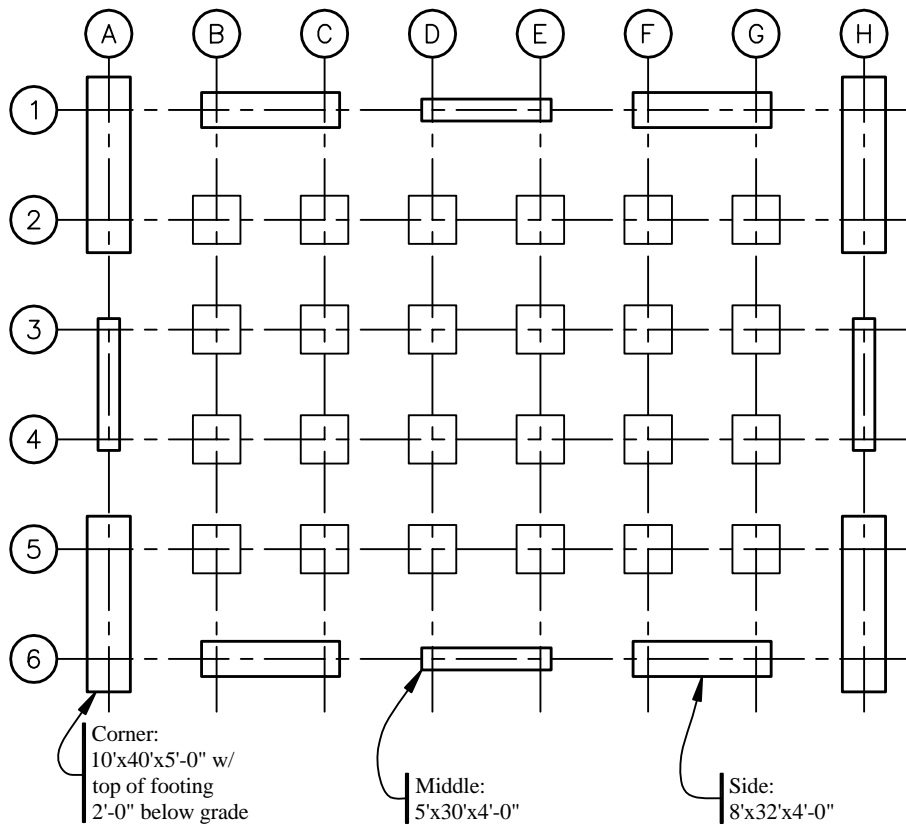 A B C D E F G H
1
2
3
4
5
6
Corner:
10'x40'x5'-0" w/
top of footing
2'-0" below grade
Middle:
5'x30'x4'-0"
Side:
8'x32'x4'-0"